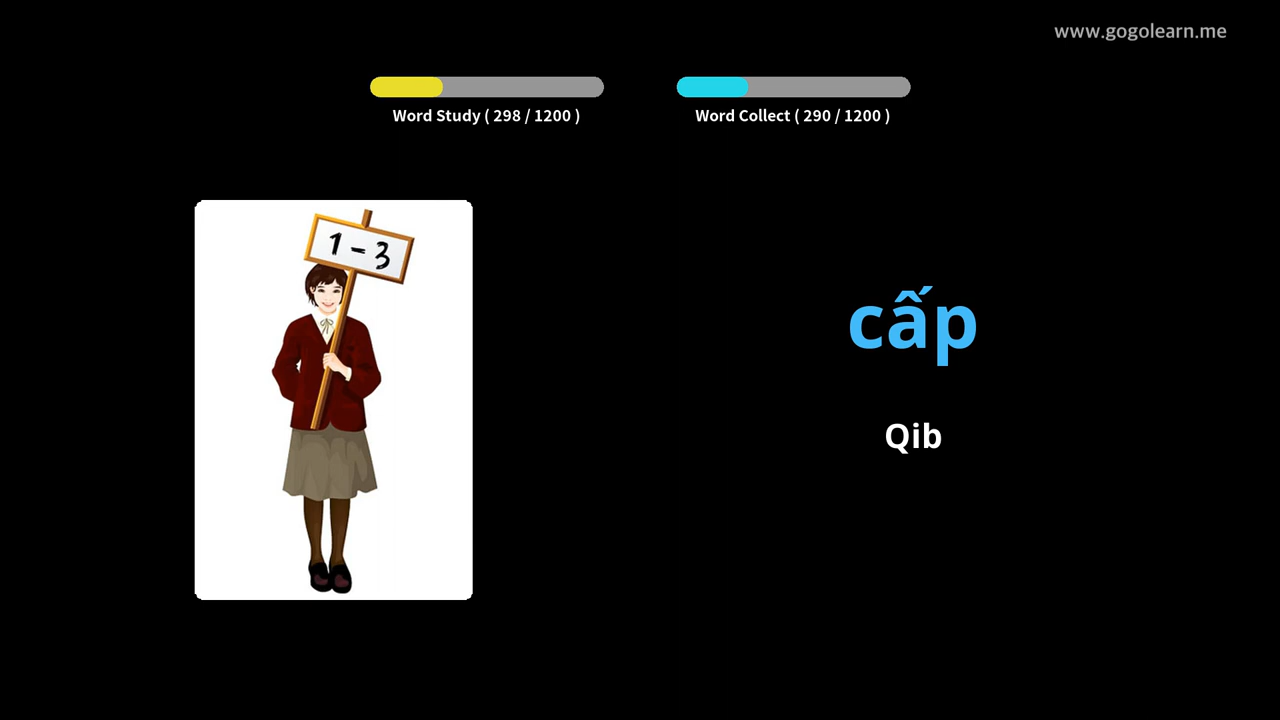 www.gogolearn.me
Word Study ( 298 / 1200 )
Word Collect ( 290 / 1200 )
1 - 3
cấp
Qib